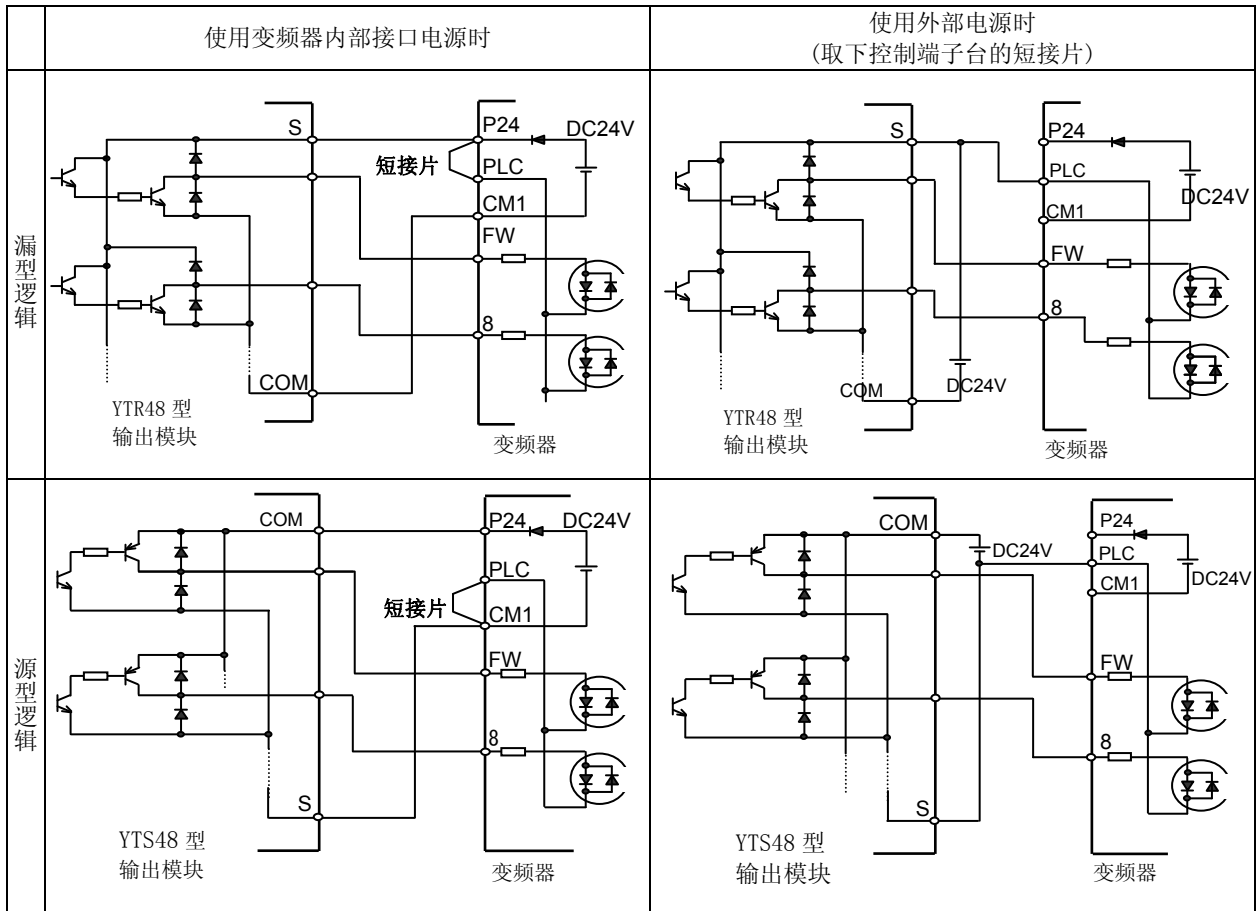 使用变频器内部接口电源时
使用外部电源时
(取下控制端子台的短接片)
漏型逻辑
S
P24
DC24V
短接片
PLC
CM1
FW
8
COM
YTR48 型
输出模块
变频器
S
P24
PLC
DC24V
CM1
FW
8
COM
DC24V
YTR48 型
输出模块
变频器
源型逻辑
COM
P24
DC24V
PLC
短接片
CM1
FW
8
S
YTS48 型
输出模块
变频器
COM
P24
DC24V
PLC
CM1
DC24V
FW
8
S
YTS48 型
输出模块
变频器